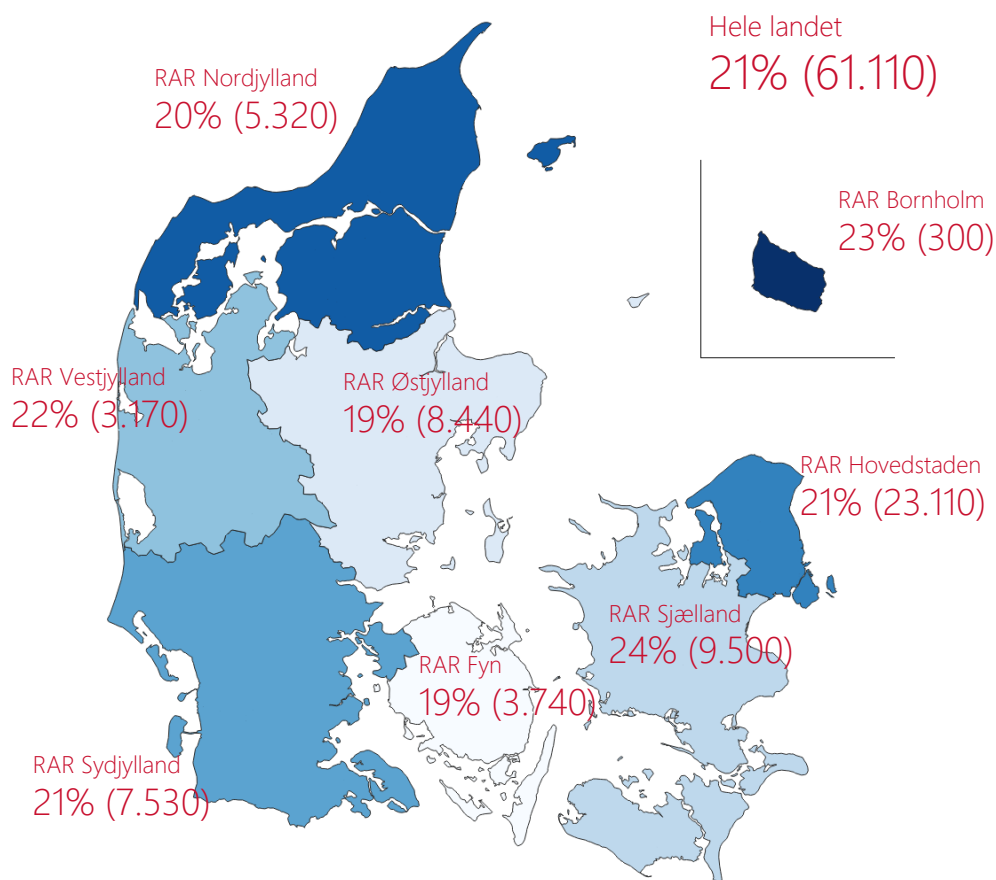 Hele landet
21% (61.110)
RAR Nordjylland
20% (5.320)
RAR Bornholm
23% (300)
RAR Vestjylland
22% (3.170)
RAR Østjylland
19% (8.440)
RAR Hovedstaden
21% (23.110)
RAR Sjælland
24% (9.500)
RAR Fyn
19% (3.740)
RAR Sydjylland
21% (7.530)